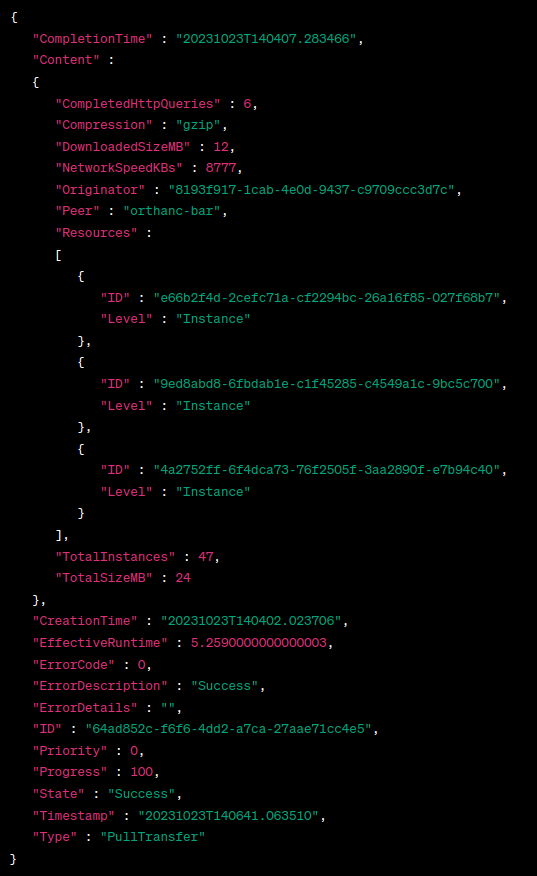 {
"CompletionTime" : "20231023T140407.283466",
"Content" :
{
"CompletedHttpQueries" : 6,
"Compression" : "gzip",
"DownloadedSizeMB" : 12,
"NetworkSpeedKBs" : 8777,
"Originator" : "8193f917-1cab-4e0d-9437-c9709ccc3d7c",
"Peer" : "orthanc-bar",
"Resources" :
[
{
"ID" : "e66b2f4d-2cefc71a-cf2294bc-26a16f85-027f68b7",
"Level" : "Instance"
},
{
"ID" : "9ed8abd8-6fbdab1e-c1f45285-c4549a1c-9bc5c700",
"Level" : "Instance"
},
{
"ID" : "4a2752ff-6f4dca73-76f2505f-3aa2890f-e7b94c40",
"Level" : "Instance"
}
],
"TotalInstances" : 47,
"TotalSizeMB" : 24
},
"CreationTime" : "20231023T140402.023706",
"EffectiveRuntime" : 5.2590000000000003,
"ErrorCode" : 0,
"ErrorDescription" : "Success",
"ErrorDetails" : "",
"ID" : "64ad852c-f6f6-4dd2-a7ca-27aae71cc4e5",
"Priority" : 0,
"Progress" : 100,
"State" : "Success",
"Timestamp" : "20231023T140641.063510",
"Type" : "PullTransfer"
}